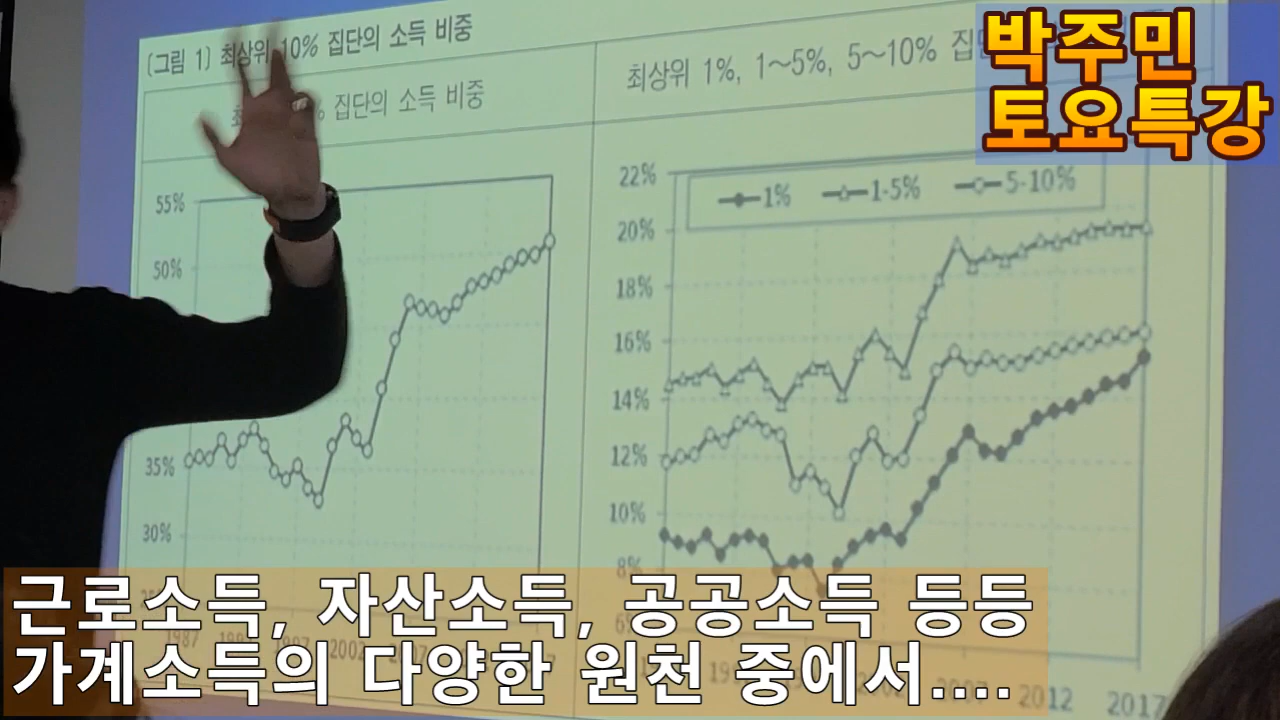 [그림 1] 최상위 10% 집단의 소득 비중
집단의 소득 비중
최상위 1%, 1～5%, 5～10%
박주민
토요특강
55%
50%
35%
30%
22%
20%
18%
16%
14%
12%
10%
8%
1%
1-5%
5-10%
근로소득, 자산소득, 공공소득 등등
가계소득의 다양한 원천 중에서....
1987
2002
2012
2017